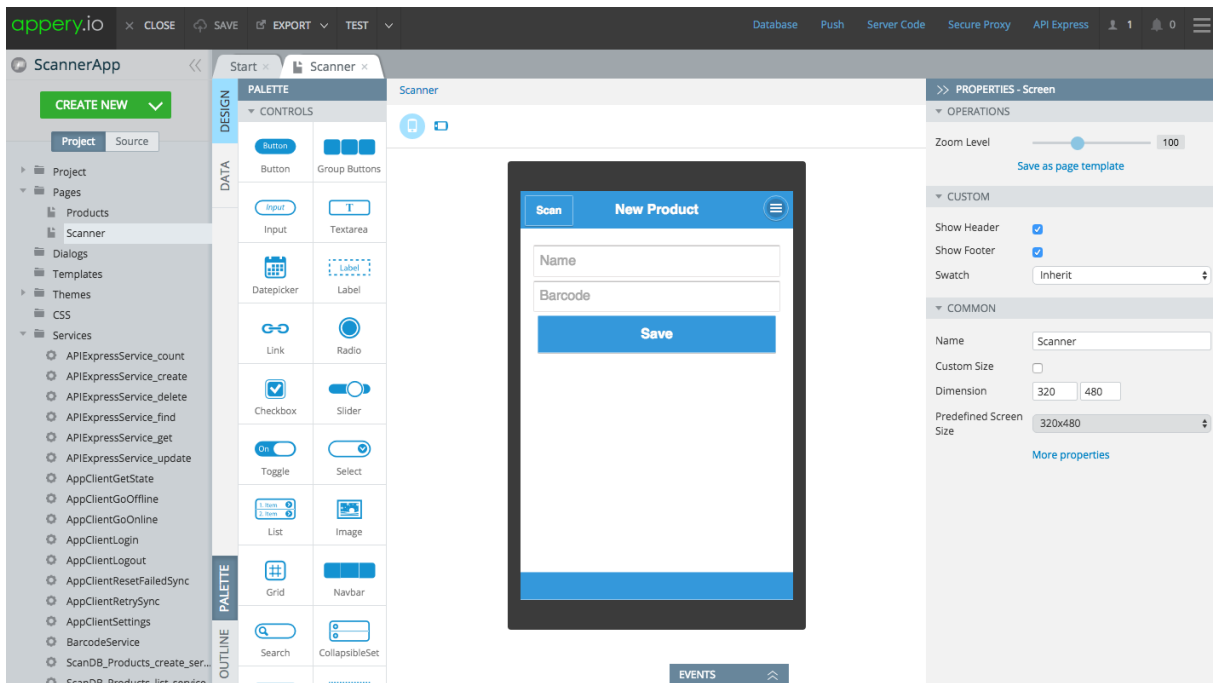 appery.io
CLOSE
SAVE
EXPORT
TEST
Database
Push
Server Code
Secure Proxy
API Express
1
0
ScannerApp
CREATE NEW
Project
Source
Project
Pages
Products
Scanner
Dialogs
Templates
Themes
CSS
Services
APIExpressService_count
APIExpressService_create
APIExpressService_delete
APIExpressService_find
APIExpressService_get
APIExpressService_update
AppClientGetState
AppClientGoOffline
AppClientGoOnline
AppClientLogin
AppClientLogout
AppClientResetFailedSync
AppClientRetrySync
AppClientSettings
BarcodeService
ScanDB_Products_create_ser...
ScanDB_Products_list_service
Start
Scanner
DESIGN
DATA
PALETTE
OUTLINE
PALETTE
CONTROLS
Button
Button
Group Buttons
Input
T
Input
Textarea
Label
Datepicker
Label
Link
Radio
Checkbox
Slider
On
Toggle
Select
1. Item
2. Item
List
Image
Grid
Navbar
Search
CollapsibleSet
Scanner
Scan
New Product
Name
Barcode
Save
EVENTS
PROPERTIES - Screen
OPERATIONS
Zoom Level
100
Save as page template
CUSTOM
Show Header
Show Footer
Swatch
Inherit
COMMON
Name
Scanner
Custom Size
Dimension
320
480
Predefined Screen
Size
320x480
More properties